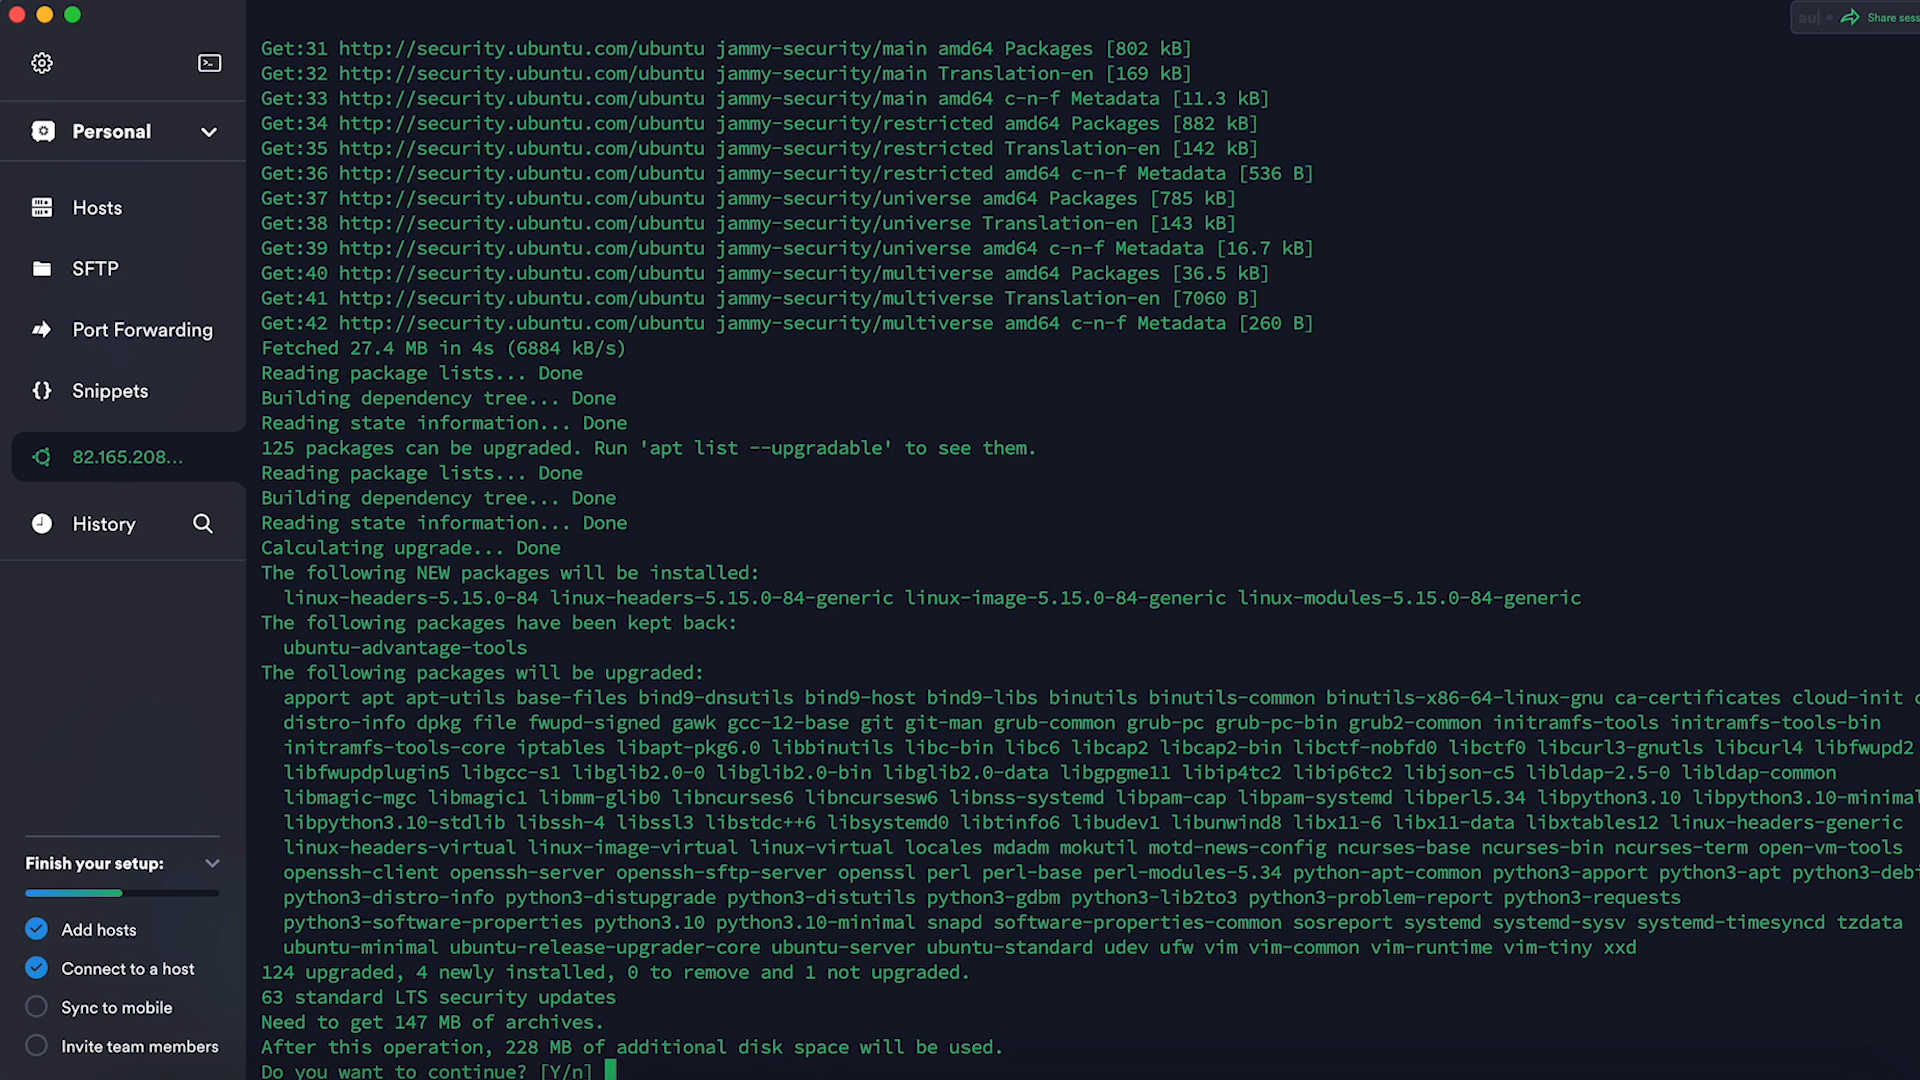 Share sess
Personal
Hosts
SFTP
Port Forwarding
Snippets
82.165.208...
History
Finish your setup:
Add hosts
Connect to a host
Sync to mobile
Invite team members
Get:31 http://security.ubuntu.com/ubuntu jammy-security/main amd64 Packages [802 kB]
Get:32 http://security.ubuntu.com/ubuntu jammy-security/main Translation-en [169 kB]
Get:33 http://security.ubuntu.com/ubuntu jammy-security/main amd64 c-n-f Metadata [11.3 kB]
Get:34 http://security.ubuntu.com/ubuntu jammy-security/restricted amd64 Packages [882 kB]
Get:35 http://security.ubuntu.com/ubuntu jammy-security/restricted Translation-en [142 kB]
Get:36 http://security.ubuntu.com/ubuntu jammy-security/restricted amd64 c-n-f Metadata [536 B]
Get:37 http://security.ubuntu.com/ubuntu jammy-security/universe amd64 Packages [785 kB]
Get:38 http://security.ubuntu.com/ubuntu jammy-security/universe Translation-en [143 kB]
Get:39 http://security.ubuntu.com/ubuntu jammy-security/universe amd64 c-n-f Metadata [16.7 kB]
Get:40 http://security.ubuntu.com/ubuntu jammy-security/multiverse amd64 Packages [36.5 kB]
Get:41 http://security.ubuntu.com/ubuntu jammy-security/multiverse Translation-en [7060 B]
Get:42 http://security.ubuntu.com/ubuntu jammy-security/multiverse amd64 c-n-f Metadata [260 B]
Fetched 27.4 MB in 4s (6884 kB/s)
Reading package lists... Done
Building dependency tree... Done
Reading state information... Done
125 packages can be upgraded. Run 'apt list --upgradable' to see them.
Reading package lists... Done
Building dependency tree... Done
Reading state information... Done
Calculating upgrade... Done
The following NEW packages will be installed:
linux-headers-5.15.0-84 linux-headers-5.15.0-84-generic linux-image-5.15.0-84-generic linux-modules-5.15.0-84-generic
The following packages have been kept back:
ubuntu-advantage-tools
The following packages will be upgraded:
apport apt apt-utils base-files bind9-dnsutils bind9-host bind9-libs binutils binutils-common binutils-x86-64-linux-gnu ca-certificates cloud-init c
distro-info dpkg file fwupd-signed gawk gcc-12-base git git-man grub-common grub-pc grub-pc-bin grub2-common initramfs-tools initramfs-tools-bin
initramfs-tools-core iptables libapt-pkg6.0 libbinutils libc-bin libc6 libcap2 libcap2-bin libctf-nobfd0 libctf0 libcurl3-gnutls libcurl4 libfwupd2
libfwupdplugin5 libgcc-s1 libglib2.0-0 libglib2.0-bin libglib2.0-data libgpgme11 libip4tc2 libip6tc2 libjson-c5 libldap-2.5-0 libldap-common
libmagic-mgc libmagic1 libmm-glib0 libncurses6 libncursesw6 libnss-systemd libpam-cap libpam-systemd libperl5.34 libpython3.10 libpython3.10-minimal
libpython3.10-stdlib libssh-4 libssl3 libstdc++6 libsystemd0 libtinfo6 libudev1 libunwind8 libx11-6 libx11-data libxtables12 linux-headers-generic
linux-headers-virtual linux-image-virtual linux-virtual locales mdadm mokutil motd-news-config ncurses-base ncurses-bin ncurses-term open-vm-tools
openssh-client openssh-server openssh-sftp-server openssl perl perl-base perl-modules-5.34 python-apt-common python3-apport python3-apt python3-debi
python3-distro-info python3-distupgrade python3-distutils python3-gdbm python3-lib2to3 python3-problem-report python3-requests
python3-software-properties python3.10 python3.10-minimal snapd software-properties-common sosreport systemd systemd-sysv systemd-timesyncd tzdata
ubuntu-minimal ubuntu-release-upgrader-core ubuntu-server ubuntu-standard udev ufw vim vim-common vim-runtime vim-tiny xxd
124 upgraded, 4 newly installed, 0 to remove and 1 not upgraded.
63 standard LTS security updates
Need to get 147 MB of archives.
After this operation, 228 MB of additional disk space will be used.
Do you want to continue? [Y/n]